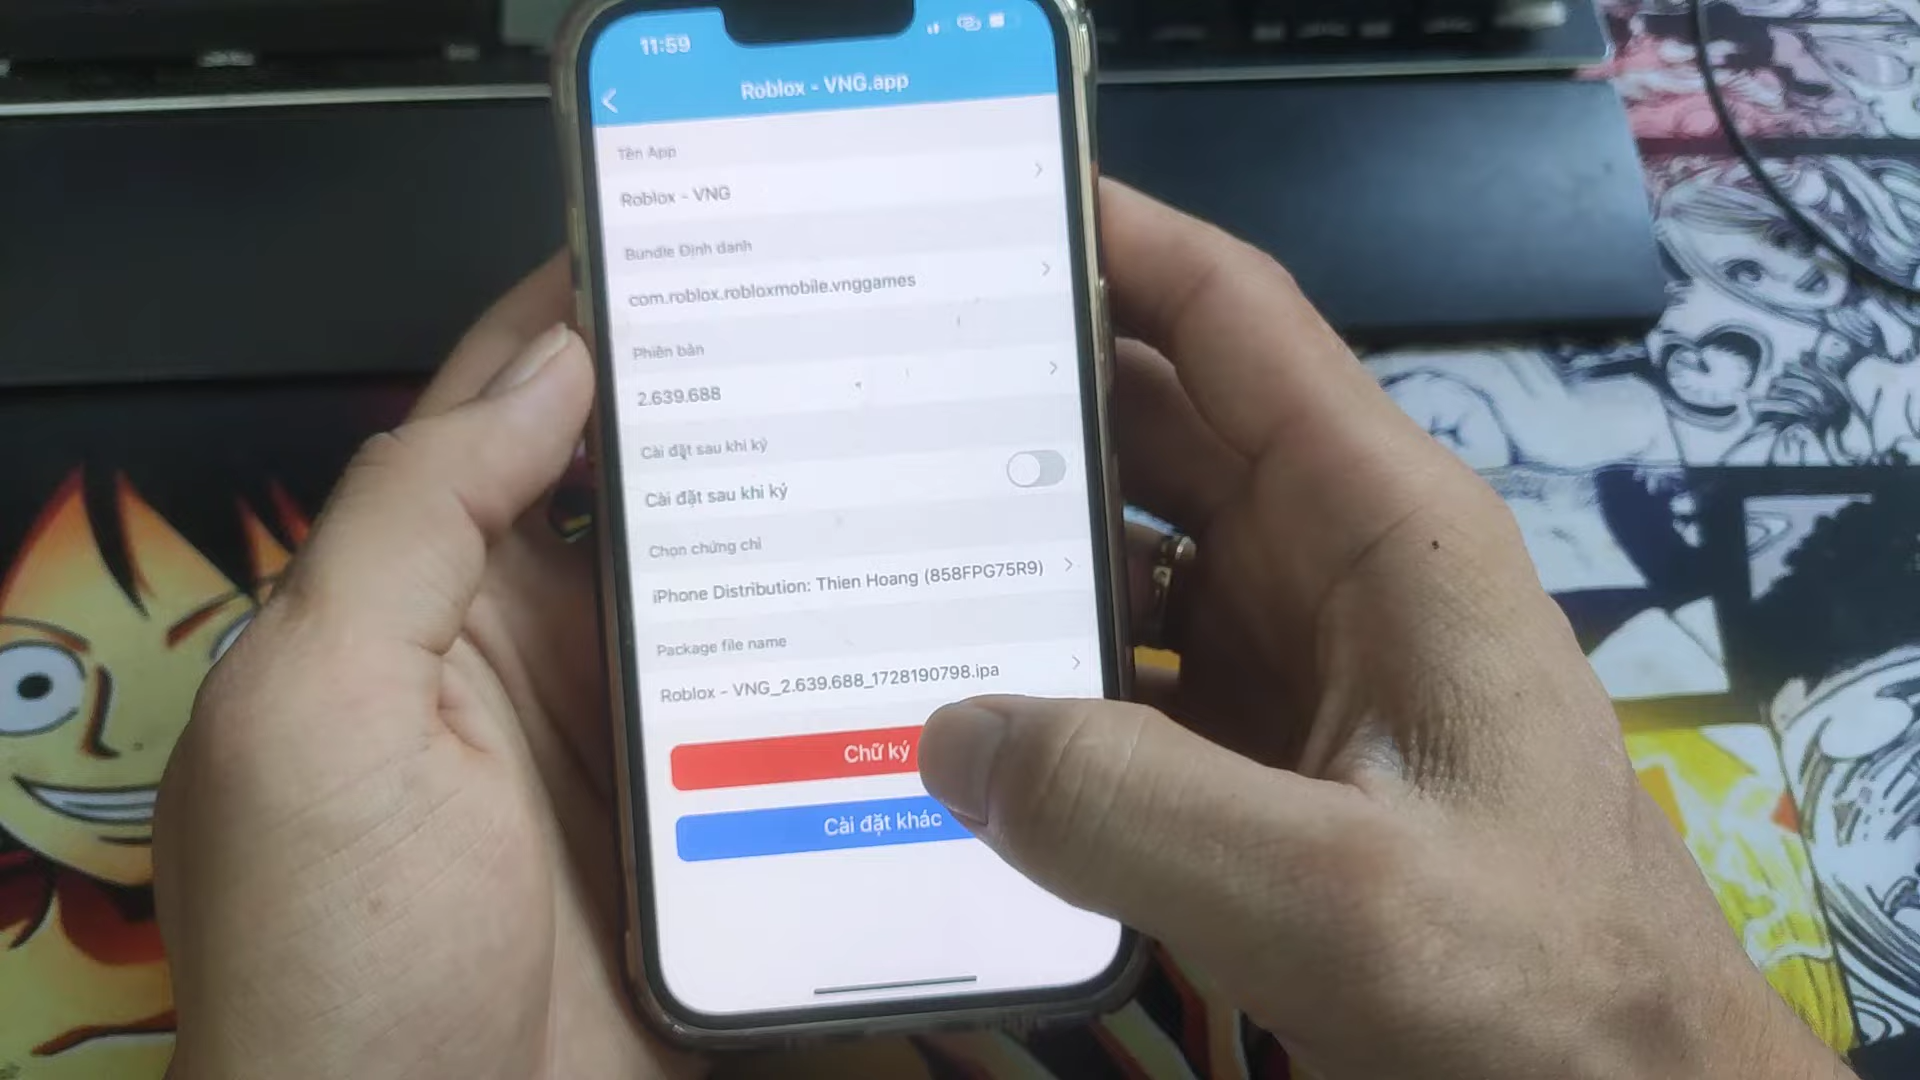 11:59
Roblox - VNG.app
Tên App
Roblox - VNG
Bundle Định danh
com.roblox.robloxmobile.vnggames
Phiên bản
2.639.688
Cài đặt sau khi ký
Cài đặt sau khi ký
Chọn chứng chỉ
iPhone Distribution: Thien Hoang (858FPG75R9)
Package file name
Roblox - VNG_2.639.688_1728190798.ipa
Chữ ký
Cài đặt khác